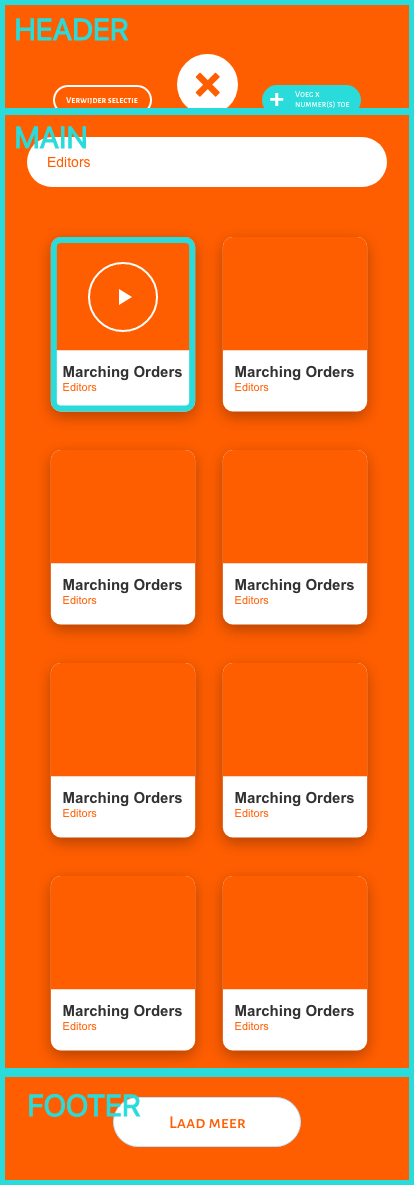 HEADER
Verwijder selectie
Voeg x
nummer(s) toe
MAIN
Editors
Marching Orders
Editors
Marching Orders
Editors
Marching Orders
Editors
Marching Orders
Editors
Marching Orders
Editors
Marching Orders
Editors
Marching Orders
Editors
Marching Orders
Editors
FOOTER
Laad meer